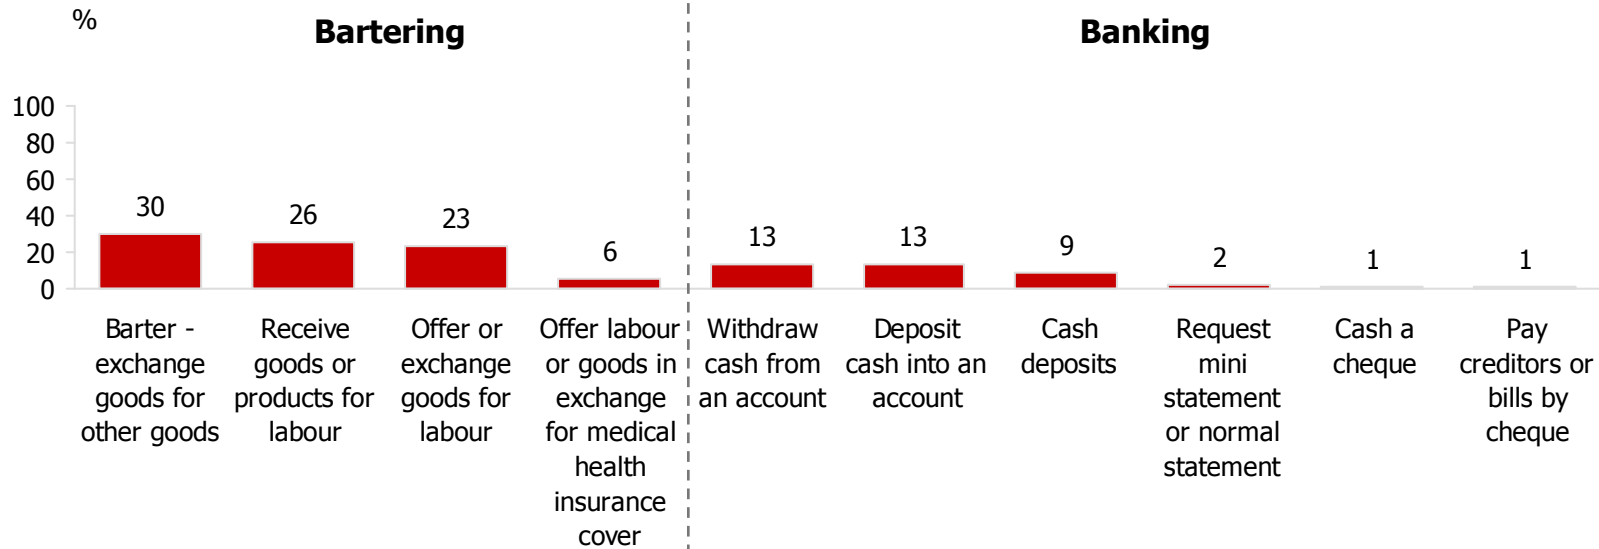 %
Bartering
Banking
100
80
60
40
20
0
30
26
23
6
13
13
9
2
1
1
Barter -
exchange
goods for
other goods
Receive
goods or
products for
labour
Offer or
exchange
goods for
labour
Offer labour
or goods in
exchange
for medical
health
insurance
cover
Withdraw
cash from
an account
Deposit
cash into an
account
Cash
deposits
Request
mini
statement
or normal
statement
Cash a
cheque
Pay
creditors or
bills by
cheque